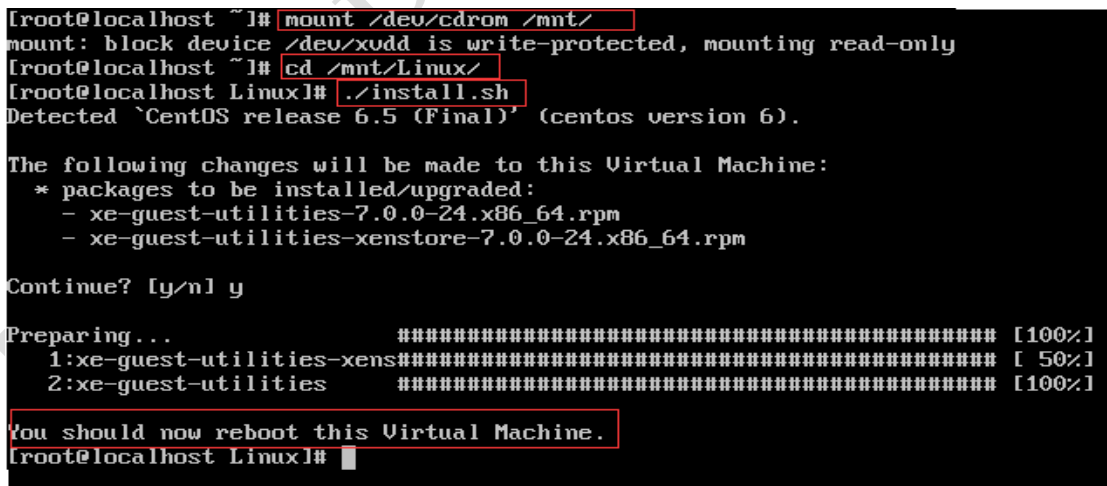 [root@localhost ~]# mount /dev/cdrom /mnt/
mount: block device /dev/xvdd is write-protected, mounting read-only
[root@localhost ~]# cd /mnt/Linux/
[root@localhost Linux]# ./install.sh
Detected `CentOS release 6.5 (Final)' (centos version 6).
The following changes will be made to this Virtual Machine:
* packages to be installed/upgraded:
- xe-guest-utilities-7.0.0-24.x86_64.rpm
- xe-guest-utilities-xenstore-7.0.0-24.x86_64.rpm
Continue? [y/n] y
Preparing... ########################################### [100%]
1:xe-guest-utilities-xens########################################### [ 50%]
2:xe-guest-utilities ########################################### [100%]
You should now reboot this Virtual Machine.
[root@localhost Linux]#